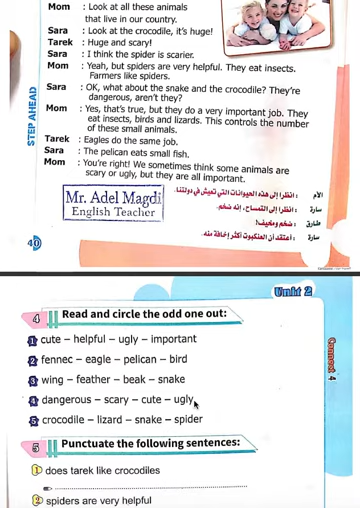 Mom : Look at all these animals
that live in our country.
Sara : Look at the crocodile, it's huge!
Tarek : Huge and scary!
Sara : I think the spider is scarier.
Mom : Yeah, but spiders are very helpful. They eat insects.
Farmers like spiders.
Sara : OK, what about the snake and the crocodile? They're
dangerous, aren't they?
Mom : Yes, that's true, but they do a very important job. They
eat insects, birds and lizards. This controls the number
of these small animals.
Tarek : Eagles do the same job.
Sara : The pelican eats small fish.
Mom : You're right! We sometimes think some animals are
scary or ugly, but they are all important.
STEP AHEAD
الأم : انظرا إلى هذه الحيوانات التي تعيش في دولتنا.
سارة : انظرا إلى التمساح، إنه ضخم.
طارق : ضخم ومخيف!
سارة : أعتقد أن العنكبوت أكثر إخافة منه.
Mr. Adel Magdi
English Teacher
40
Unit 2
Connect 4
4 Read and circle the odd one out:
1 cute – helpful – ugly – important
2 fennec – eagle – pelican – bird
3 wing – feather – beak – snake
4 dangerous – scary – cute – ugly
5 crocodile – lizard – snake – spider
5 Punctuate the following sentences:
1 does tarek like crocodiles
2 spiders are very helpful